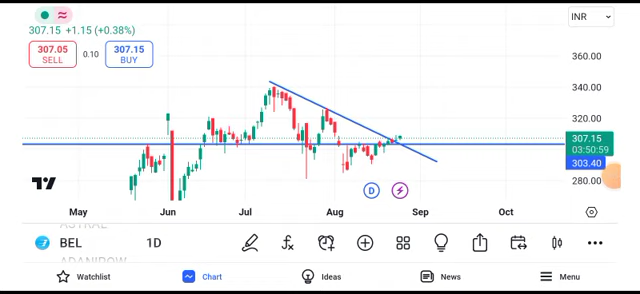 INR
307.15 +1.15 (+0.38%)
307.05
SELL
0.10
307.15
BUY
360.00
340.00
320.00
307.15
03:50:59
303.40
280.00
D
May Jun Jul Aug Sep Oct
ASTRAL
BEL 1D
ADANIPOW
Watchlist Chart Ideas News Menu